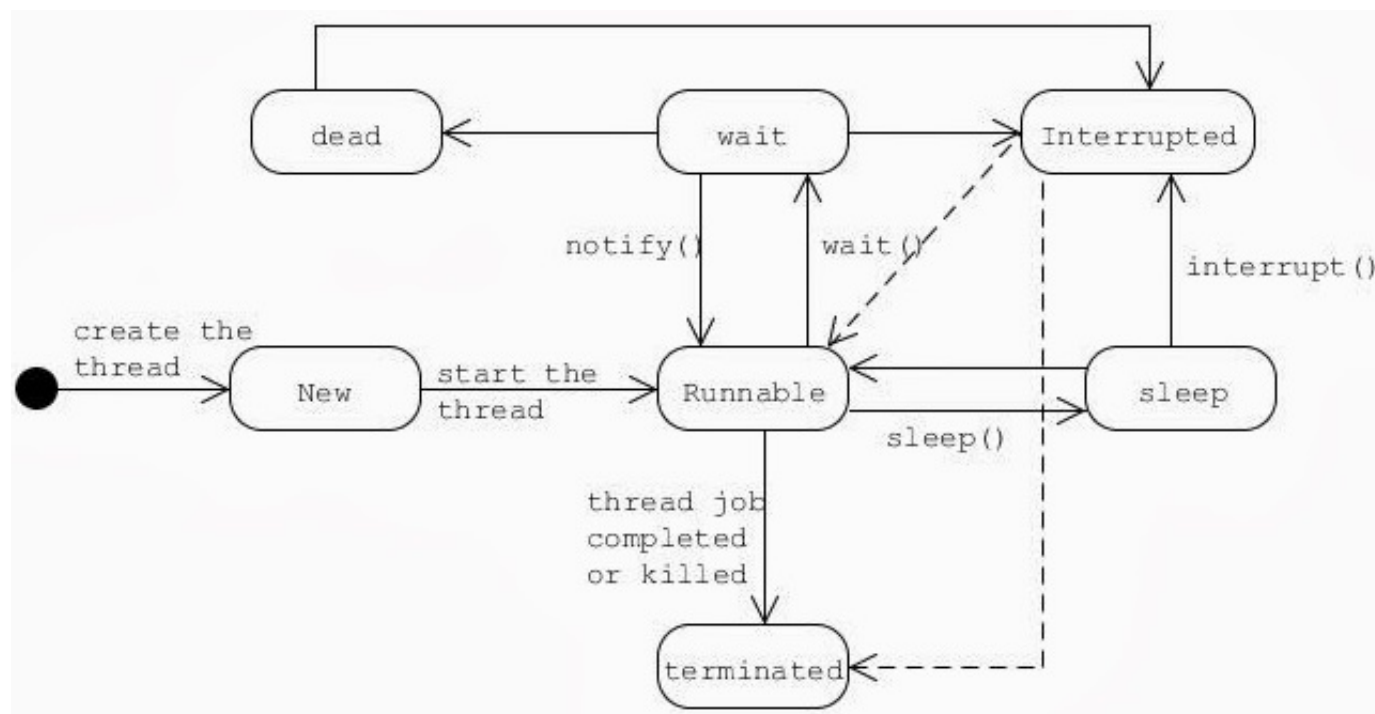 dead
wait
Interrupted
notify()
wait()
interrupt()
create the
thread
New
start the
thread
Runnable
sleep
sleep()
thread job
completed
or killed
terminated